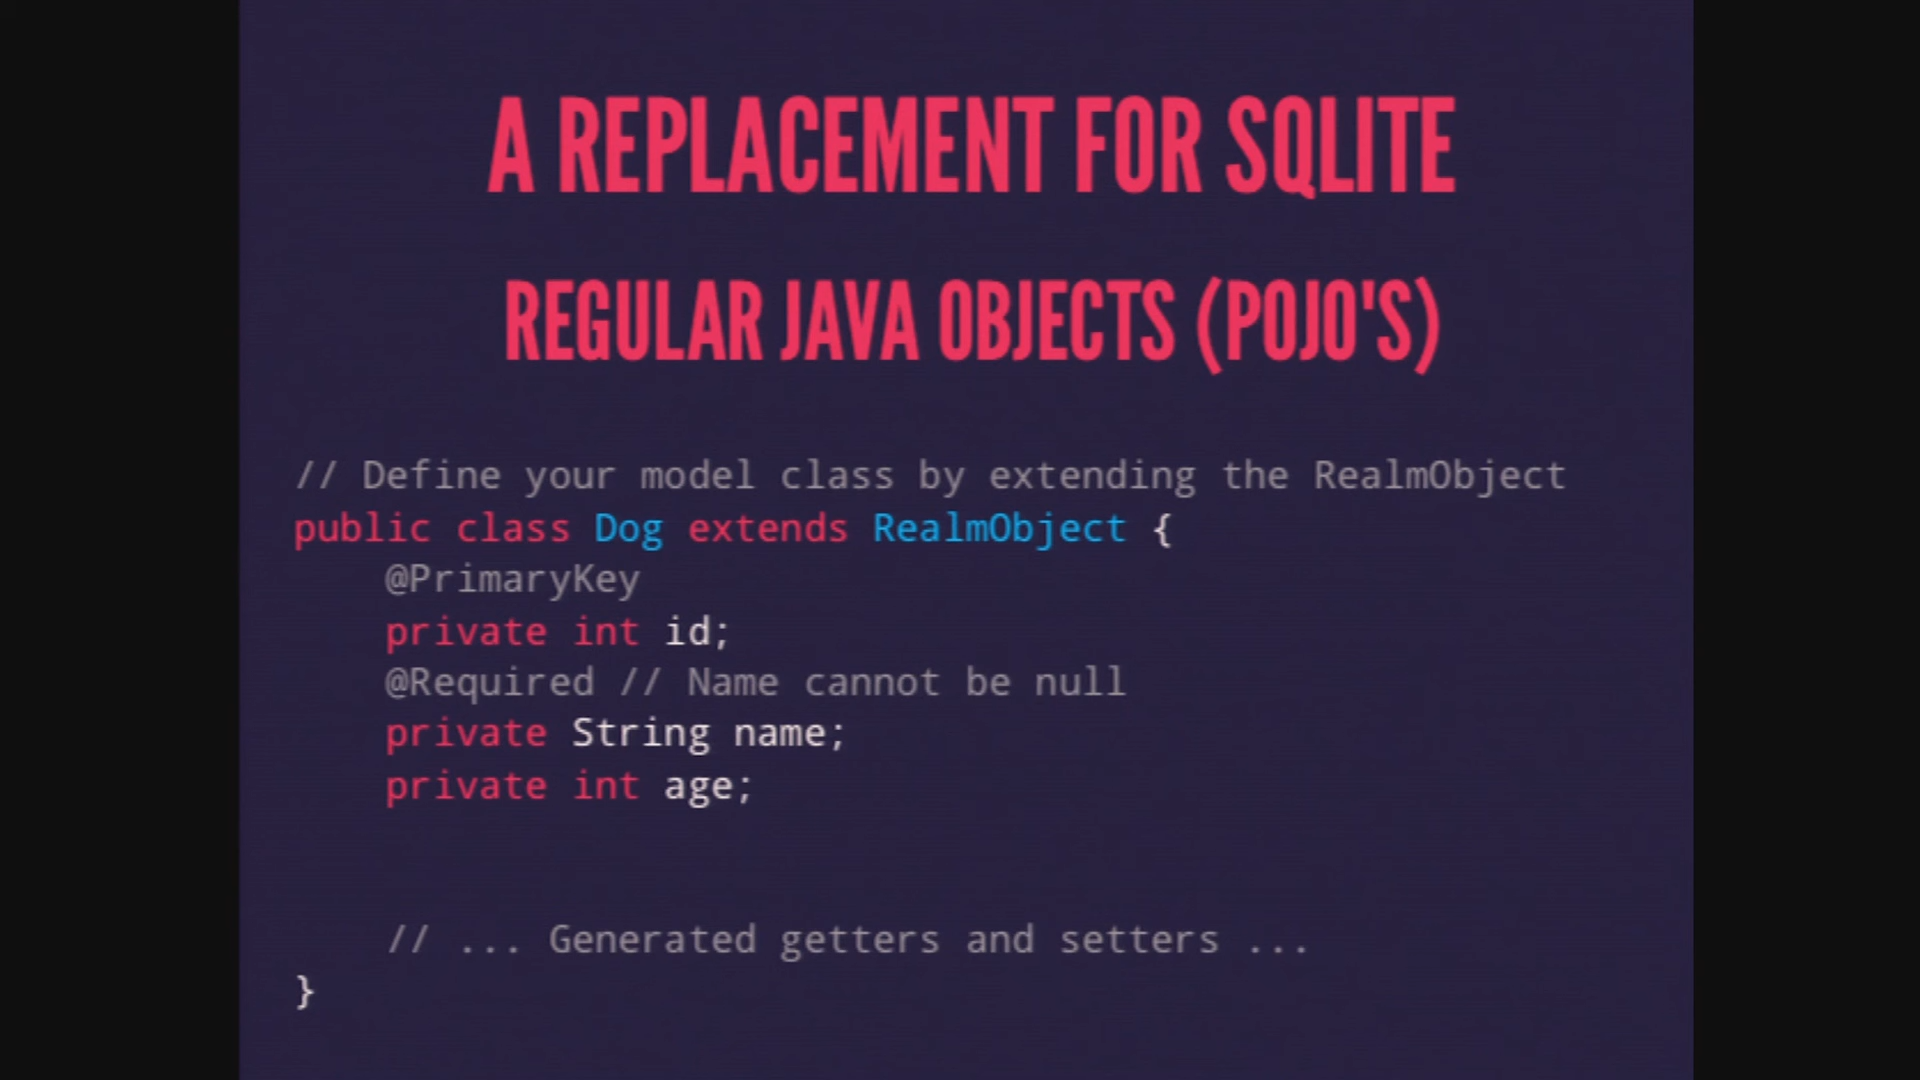 A REPLACEMENT FOR SQLITE
REGULAR JAVA OBJECTS (POJO'S)
// Define your model class by extending the RealmObject
public class Dog extends RealmObject {
@PrimaryKey
private int id;
@Required // Name cannot be null
private String name;
private int age;
// ... Generated getters and setters ...
}